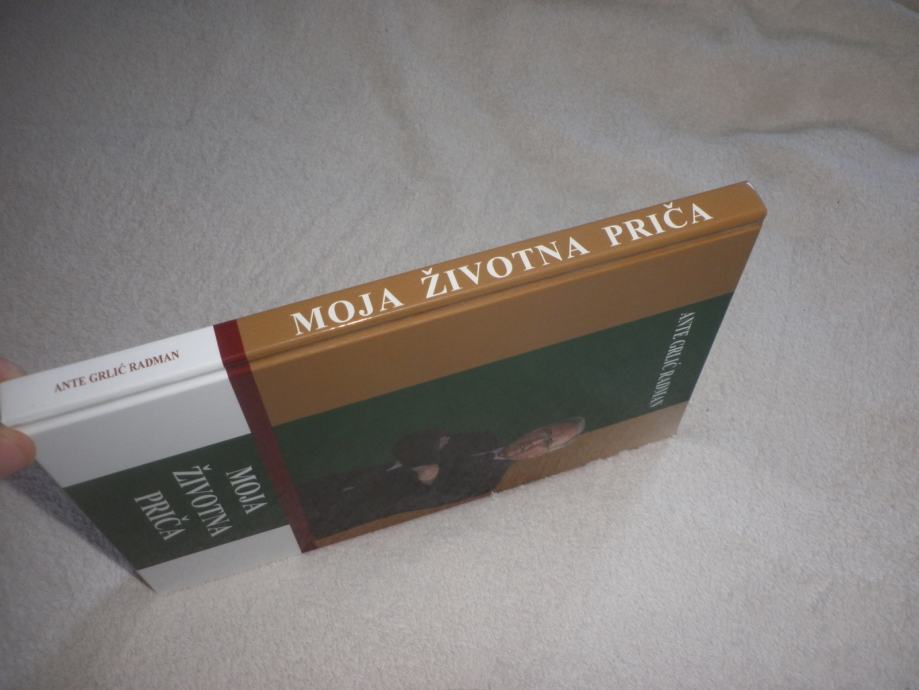 ANTE GRLIĆ RADMAN
MOJA ŽIVOTNA PRIČA
ANTE GRLIĆ RADMAN
MOJA
ŽIVOTNA
PRIČA